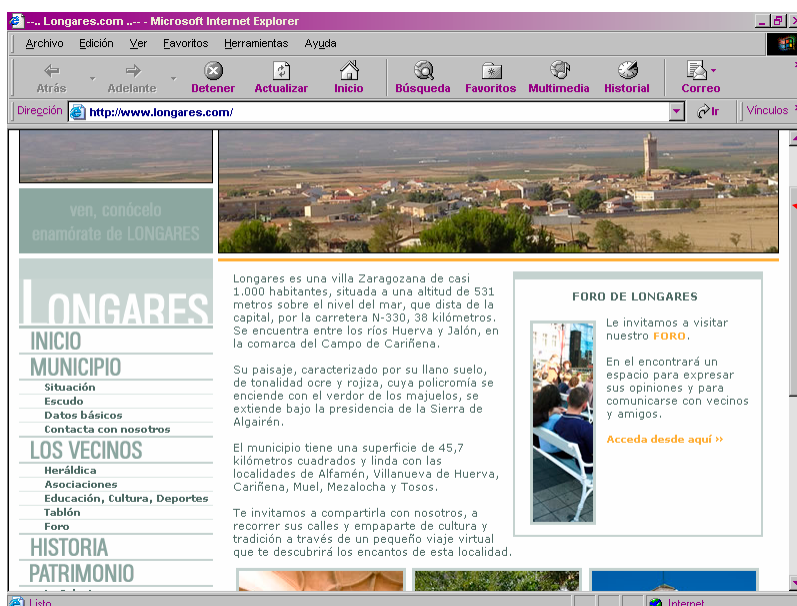 --.. Longares.com ..-- - Microsoft Internet Explorer
Archivo Edición Ver Favoritos Herramientas Ayuda
Atrás Adelante Detener Actualizar Inicio Búsqueda Favoritos Multimedia Historial Correo
Dirección http://www.longares.com/ Ir Vínculos
ven, conócelo
enamórate de LONGARES
LONGARES
INICIO
MUNICIPIO
Situación
Escudo
Datos básicos
Contacta con nosotros
LOS VECINOS
Heráldica
Asociaciones
Educación, Cultura, Deportes
Tablón
Foro
HISTORIA
PATRIMONIO
Longares es una villa Zaragozana de casi
1.000 habitantes, situada a una altitud de 531
metros sobre el nivel del mar, que dista de la
capital, por la carretera N-330, 38 kilómetros.
Se encuentra entre los ríos Huerva y Jalón, en
la comarca del Campo de Cariñena.
Su paisaje, caracterizado por su llano suelo,
de tonalidad ocre y rojiza, cuya policromía se
enciende con el verdor de los majuelos, se
extiende bajo la presidencia de la Sierra de
Algairén.
El municipio tiene una superficie de 45,7
kilómetros cuadrados y linda con las
localidades de Alfamén, Villanueva de Huerva,
Cariñena, Muel, Mezalocha y Tosos.
Te invitamos a compartirla con nosotros, a
recorrer sus calles y empaparte de cultura y
tradición a través de un pequeño viaje virtual
que te descubrirá los encantos de esta localidad.
FORO DE LONGARES
Le invitamos a visitar
nuestro FORO.
En el encontrará un
espacio para expresar
sus opiniones y para
comunicarse con vecinos
y amigos.
Acceda desde aquí »
Listo Internet